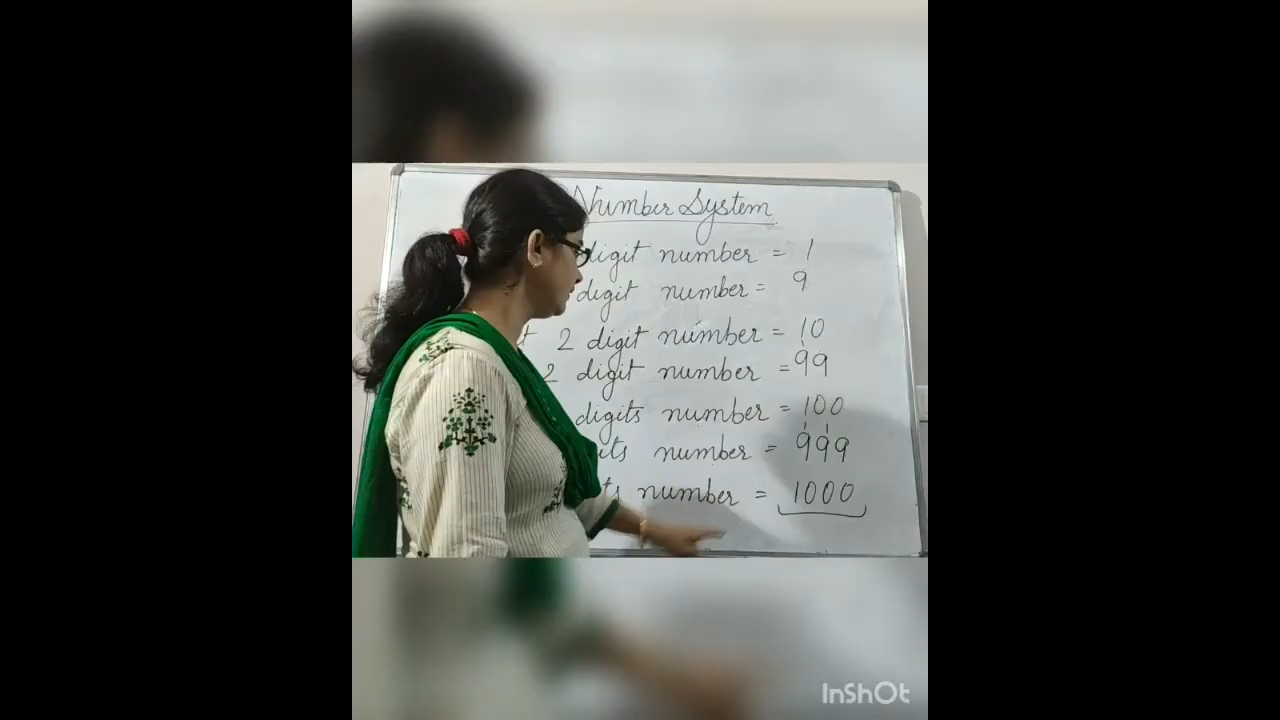 Number System
digit number = 1
digit number = 9
2 digit number = 10
2 digit number = 99
digits number = 100
number = 999
number = 1000
InShOt